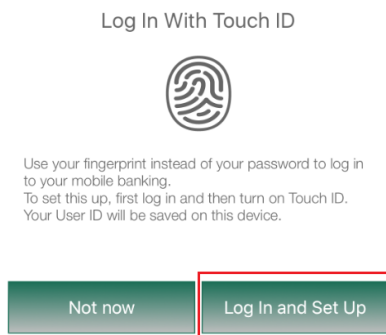 Log In With Touch ID
Use your fingerprint instead of your password to log in
to your mobile banking.
To set this up, first log in and then turn on Touch ID.
Your User ID will be saved on this device.
Not now
Log In and Set Up